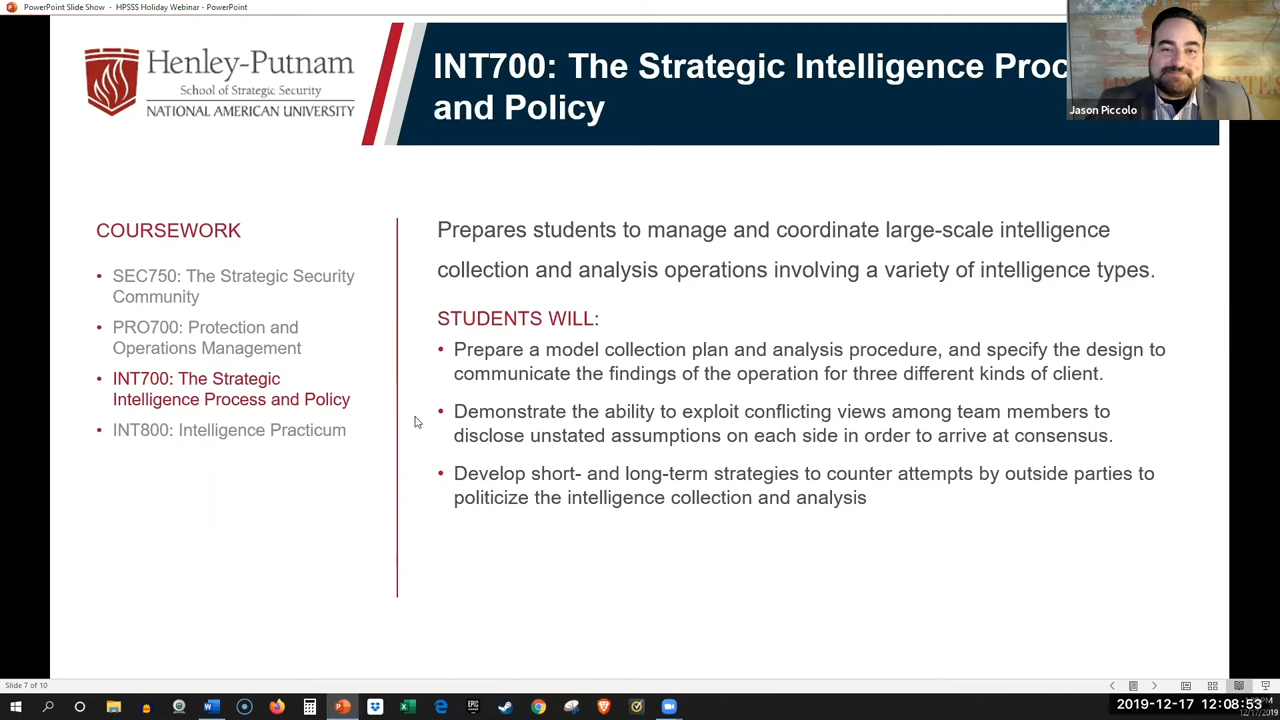 PowerPoint Slide Show - HPSSS Holiday Webinar - PowerPoint
Henley-Putnam
School of Strategic Security
NATIONAL AMERICAN UNIVERSITY
INT700: The Strategic Intelligence Proc
and Policy
Jason Piccolo
COURSEWORK
• SEC750: The Strategic Security
Community
• PRO700: Protection and
Operations Management
• INT700: The Strategic
Intelligence Process and Policy
• INT800: Intelligence Practicum
Prepares students to manage and coordinate large-scale intelligence
collection and analysis operations involving a variety of intelligence types.
STUDENTS WILL:
• Prepare a model collection plan and analysis procedure, and specify the design to
communicate the findings of the operation for three different kinds of client.
• Demonstrate the ability to exploit conflicting views among team members to
disclose unstated assumptions on each side in order to arrive at consensus.
• Develop short- and long-term strategies to counter attempts by outside parties to
politicize the intelligence collection and analysis
Slide 7 of 10
2019-12-17 12:08:53
12/17/2019